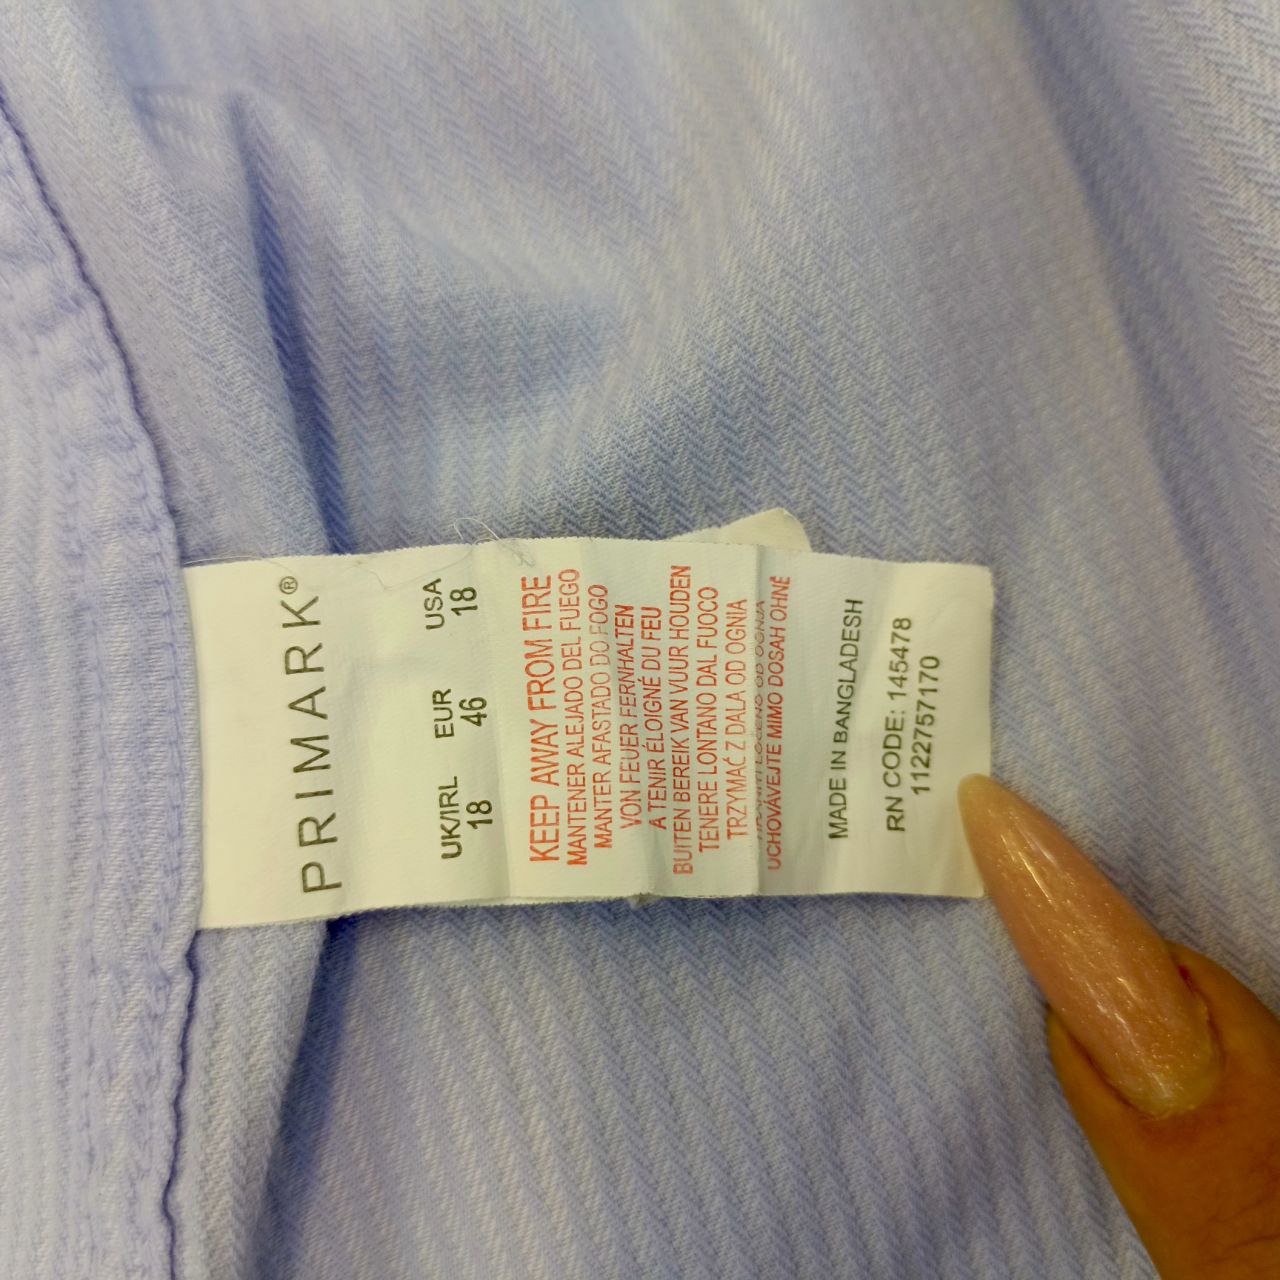 PRIMARK®
UK/IRL EUR USA
18 46 18
KEEP AWAY FROM FIRE
MANTENER ALEJADO DEL FUEGO
MANTER AFASTADO DO FOGO
VON FEUER FERNHALTEN
A TENIR ÉLOIGNÉ DU FEU
BUITEN BEREIK VAN VUUR HOUDEN
TENERE LONTANO DAL FUOCO
TRZYMAĆ Z DALA OD OGNIA
OD OGNJA
UCHOVÁVEJTE MIMO DOSAH OHNĚ
MADE IN BANGLADESH
RN CODE: 145478
1122757170